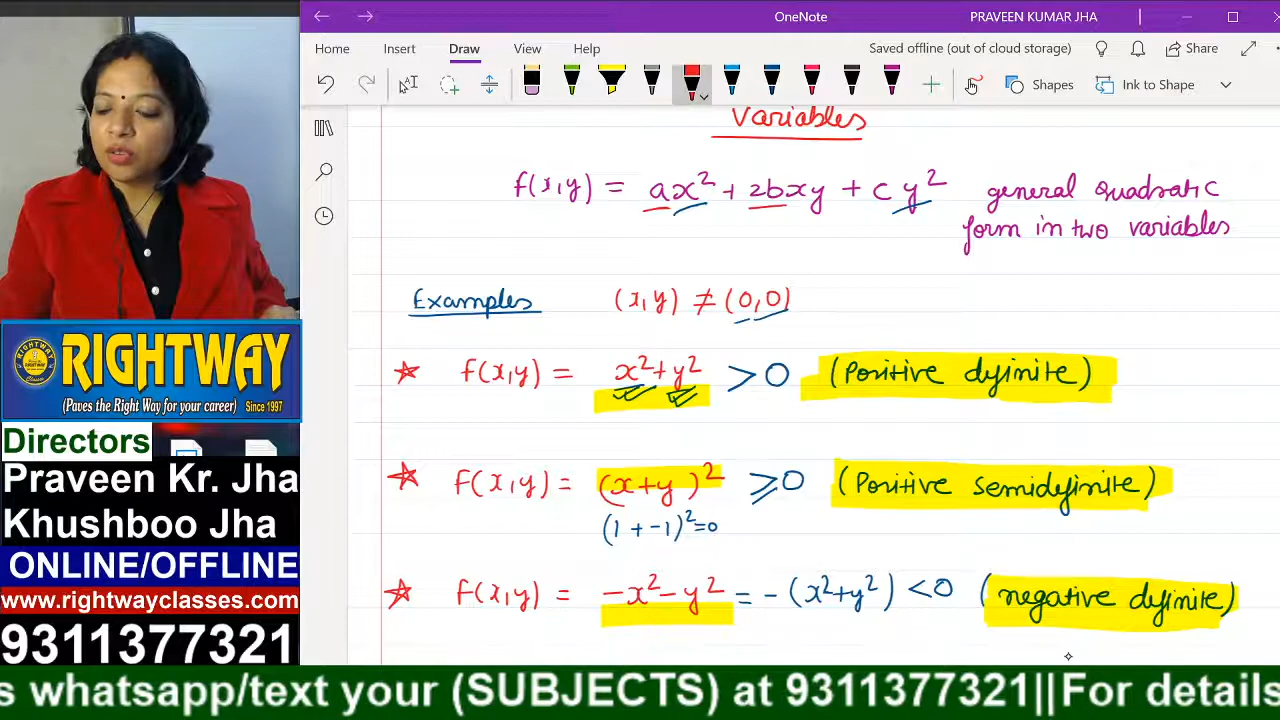 OneNote
PRAVEEN KUMAR JHA
Home Insert Draw View Help
Saved offline (out of cloud storage)
Share
Shapes
Ink to Shape
Variables
f(x,y) = ax² + 2bxy + cy² general quadratic
form in two variables
Examples (x,y) ≠ (0,0)
f(x,y) = x²+y² > 0 (Positive definite)
f(x,y) = (x+y)² ⩾ 0 (Positive semidefinite)
(1 + -1)² = 0
f(x,y) = -x²-y² = -(x²+y²) < 0 (negative definite)
RIGHTWAY
(Paves the Right Way for your career) Since 1997
Directors
Praveen Kr. Jha
Khushboo Jha
ONLINE/OFFLINE
www.rightwayclasses.com
9311377321
s whatsapp/text your (SUBJECTS) at 9311377321||For details